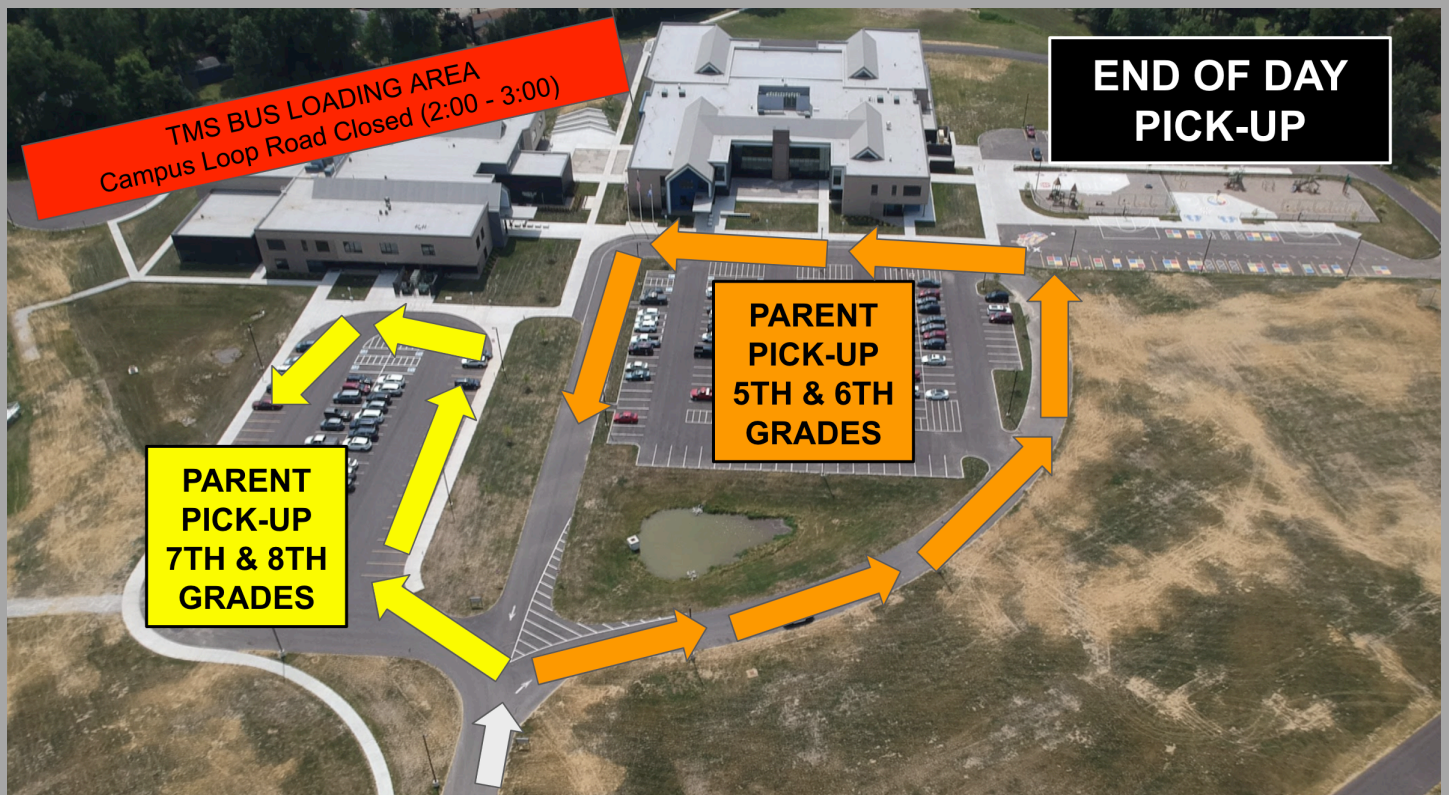 TMS BUS LOADING AREA
Campus Loop Road Closed (2:00 - 3:00)
END OF DAY
PICK-UP
PARENT
PICK-UP
5TH & 6TH
GRADES
PARENT
PICK-UP
7TH & 8TH
GRADES